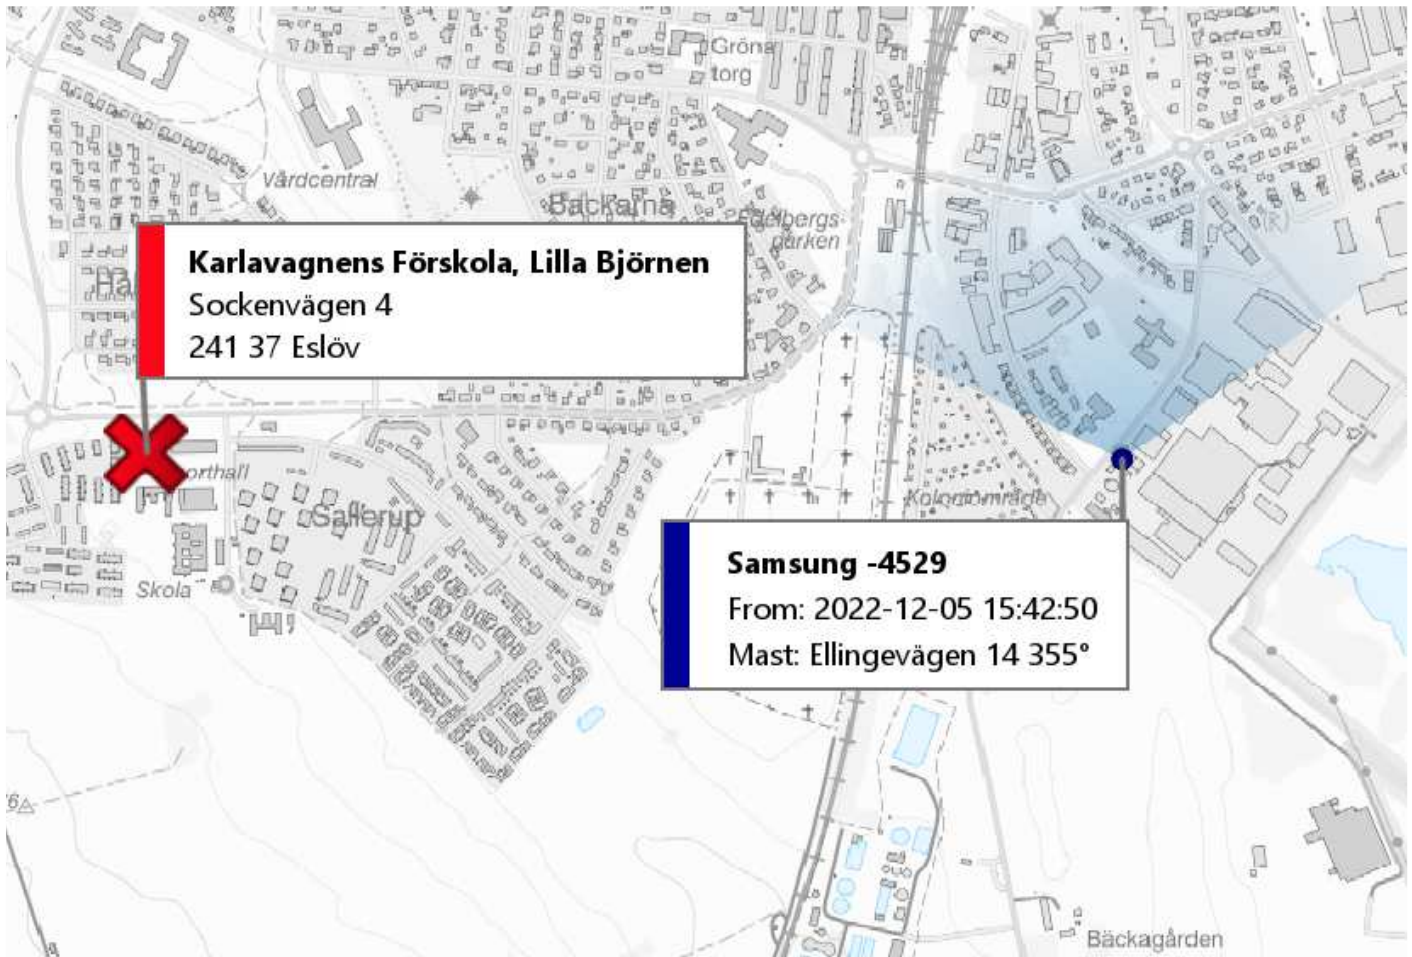 Gröna
torg
Vårdcentral
Backarna
parken
Karlavagnens Förskola, Lilla Björnen
Sockenvägen 4
241 37 Eslöv
Sallerup
Skola
Koloniområde
Samsung -4529
From: 2022-12-05 15:42:50
Mast: Ellingevägen 14 355°
Bäckagården